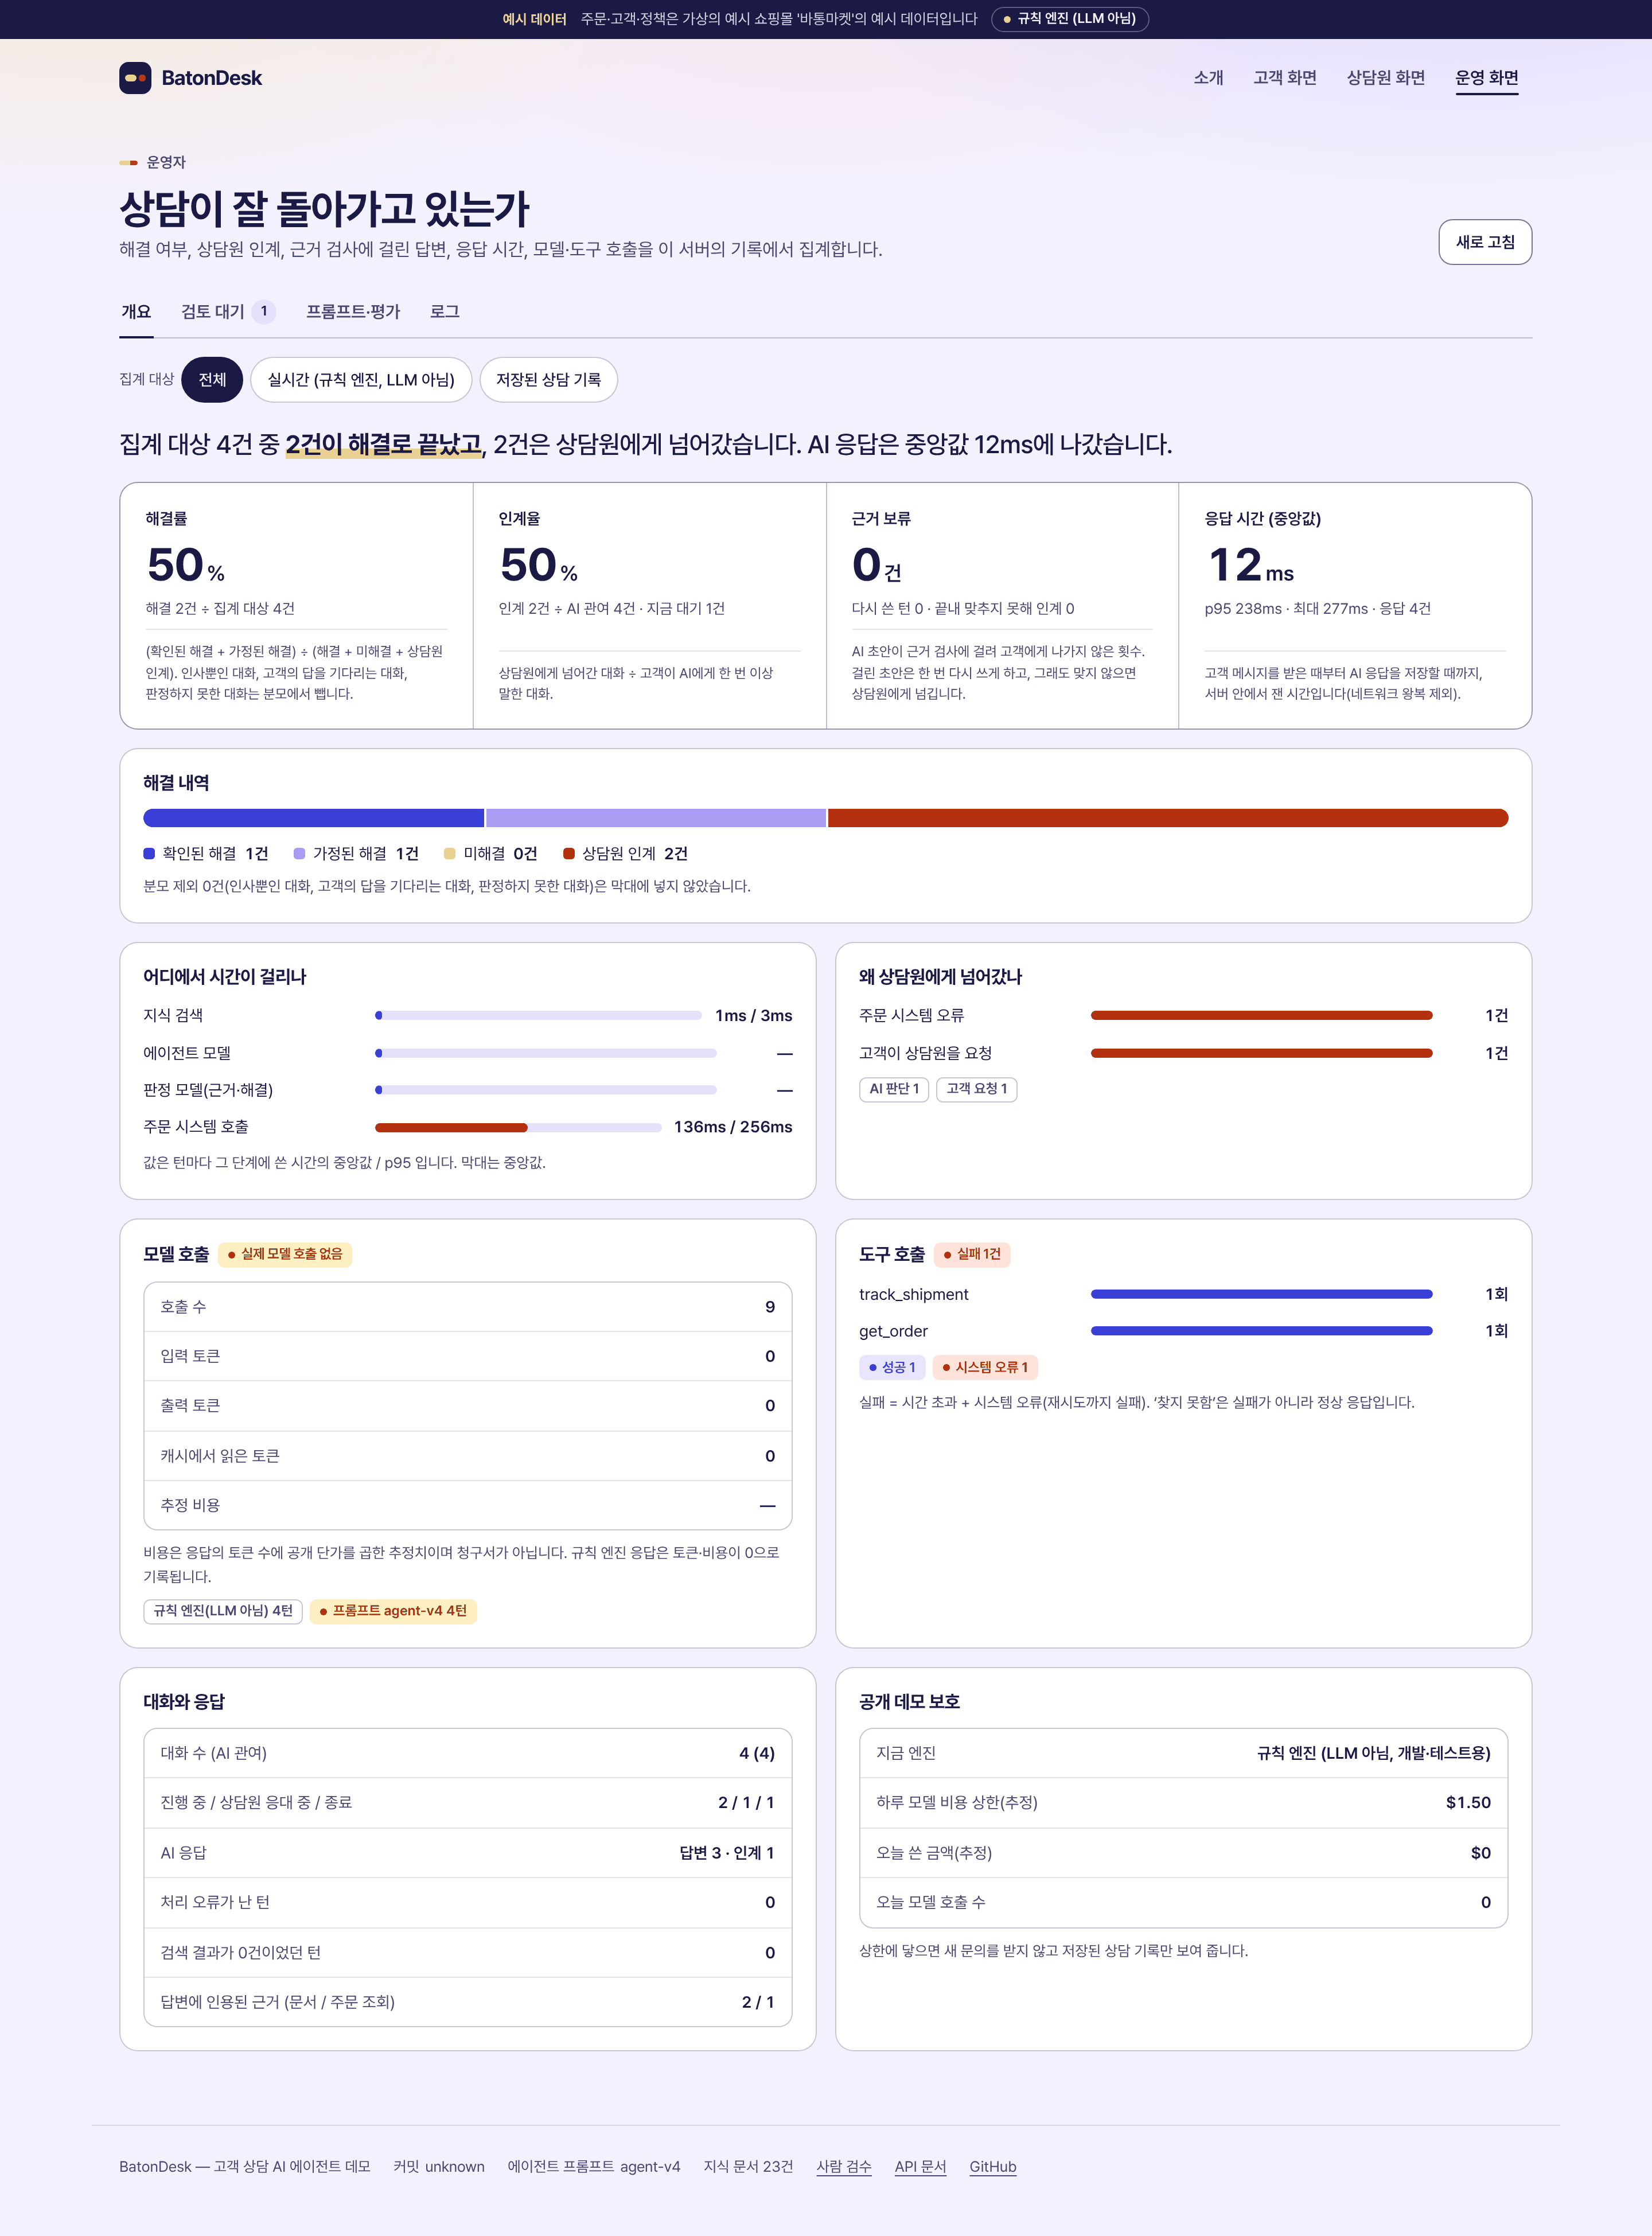 예시 데이터 주문·고객·정책은 가상의 예시 쇼핑몰 '바통마켓'의 예시 데이터입니다 규칙 엔진 (LLM 아님)
BatonDesk 소개 고객 화면 상담원 화면 운영 화면
운영자
상담이 잘 돌아가고 있는가
해결 여부, 상담원 인계, 근거 검사에 걸린 답변, 응답 시간, 모델·도구 호출을 이 서버의 기록에서 집계합니다.
새로 고침
개요 검토 대기 1 프롬프트·평가 로그
집계 대상 전체 실시간 (규칙 엔진, LLM 아님) 저장된 상담 기록
집계 대상 4건 중 2건이 해결로 끝났고, 2건은 상담원에게 넘어갔습니다. AI 응답은 중앙값 12ms에 나갔습니다.
해결률
50%
해결 2건 ÷ 집계 대상 4건
(확인된 해결 + 가정된 해결) ÷ (해결 + 미해결 + 상담원
인계). 인사뿐인 대화, 고객의 답을 기다리는 대화,
판정하지 못한 대화는 분모에서 뺍니다.
인계율
50%
인계 2건 ÷ AI 관여 4건 · 지금 대기 1건
상담원에게 넘어간 대화 ÷ 고객이 AI에게 한 번 이상
말한 대화.
근거 보류
0건
다시 쓴 턴 0 · 끝내 맞추지 못해 인계 0
AI 초안이 근거 검사에 걸려 고객에게 나가지 않은 횟수.
걸린 초안은 한 번 다시 쓰게 하고, 그래도 맞지 않으면
상담원에게 넘깁니다.
응답 시간 (중앙값)
12ms
p95 238ms · 최대 277ms · 응답 4건
고객 메시지를 받은 때부터 AI 응답을 저장할 때까지,
서버 안에서 잰 시간입니다(네트워크 왕복 제외).
해결 내역
확인된 해결 1건 가정된 해결 1건 미해결 0건 상담원 인계 2건
분모 제외 0건(인사뿐인 대화, 고객의 답을 기다리는 대화, 판정하지 못한 대화)은 막대에 넣지 않았습니다.
어디에서 시간이 걸리나
지식 검색 1ms / 3ms
에이전트 모델 —
판정 모델(근거·해결) —
주문 시스템 호출 136ms / 256ms
값은 턴마다 그 단계에 쓴 시간의 중앙값 / p95 입니다. 막대는 중앙값.
왜 상담원에게 넘어갔나
주문 시스템 오류 1건
고객이 상담원을 요청 1건
AI 판단 1 고객 요청 1
모델 호출 실제 모델 호출 없음
호출 수 9
입력 토큰 0
출력 토큰 0
캐시에서 읽은 토큰 0
추정 비용 —
비용은 응답의 토큰 수에 공개 단가를 곱한 추정치이며 청구서가 아닙니다. 규칙 엔진 응답은 토큰·비용이 0으로
기록됩니다.
규칙 엔진(LLM 아님) 4턴 프롬프트 agent-v4 4턴
도구 호출 실패 1건
track_shipment 1회
get_order 1회
성공 1 시스템 오류 1
실패 = 시간 초과 + 시스템 오류(재시도까지 실패). ‘찾지 못함’은 실패가 아니라 정상 응답입니다.
대화와 응답
대화 수 (AI 관여) 4 (4)
진행 중 / 상담원 응대 중 / 종료 2 / 1 / 1
AI 응답 답변 3 · 인계 1
처리 오류가 난 턴 0
검색 결과가 0건이었던 턴 0
답변에 인용된 근거 (문서 / 주문 조회) 2 / 1
공개 데모 보호
지금 엔진 규칙 엔진 (LLM 아님, 개발·테스트용)
하루 모델 비용 상한(추정) $1.50
오늘 쓴 금액(추정) $0
오늘 모델 호출 수 0
상한에 닿으면 새 문의를 받지 않고 저장된 상담 기록만 보여 줍니다.
BatonDesk — 고객 상담 AI 에이전트 데모 커밋 unknown 에이전트 프롬프트 agent-v4 지식 문서 23건 사람 검수 API 문서 GitHub